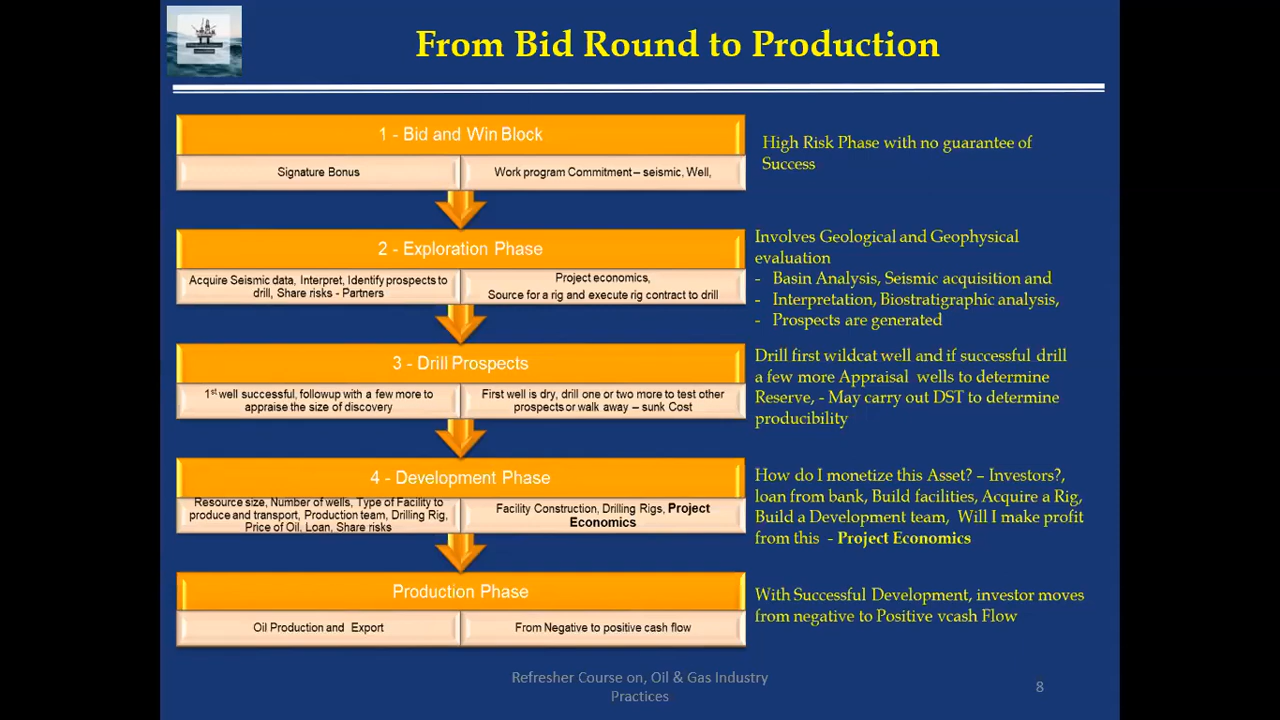 From Bid Round to Production
1 - Bid and Win Block
Signature Bonus
Work program Commitment – seismic, Well,
High Risk Phase with no guarantee of
Success
2 - Exploration Phase
Acquire Seismic data, Interpret, Identify prospects to
drill, Share risks - Partners
Project economics,
Source for a rig and execute rig contract to drill
Involves Geological and Geophysical
evaluation
- Basin Analysis, Seismic acquisition and
- Interpretation, Biostratigraphic analysis,
- Prospects are generated
3 - Drill Prospects
1st well successful, followup with a few more to
appraise the size of discovery
First well is dry, drill one or two more to test other
prospects or walk away – sunk Cost
Drill first wildcat well and if successful drill
a few more Appraisal wells to determine
Reserve, - May carry out DST to determine
producibility
4 - Development Phase
Resource size, Number of wells, Type of Facility to
produce and transport, Production team, Drilling Rig,
Price of Oil, Loan, Share risks
Facility Construction, Drilling Rigs, Project
Economics
How do I monetize this Asset? – Investors?,
loan from bank, Build facilities, Acquire a Rig,
Build a Development team, Will I make profit
from this - Project Economics
Production Phase
Oil Production and Export
From Negative to positive cash flow
With Successful Development, investor moves
from negative to Positive vcash Flow
Refresher Course on, Oil & Gas Industry
Practices
8